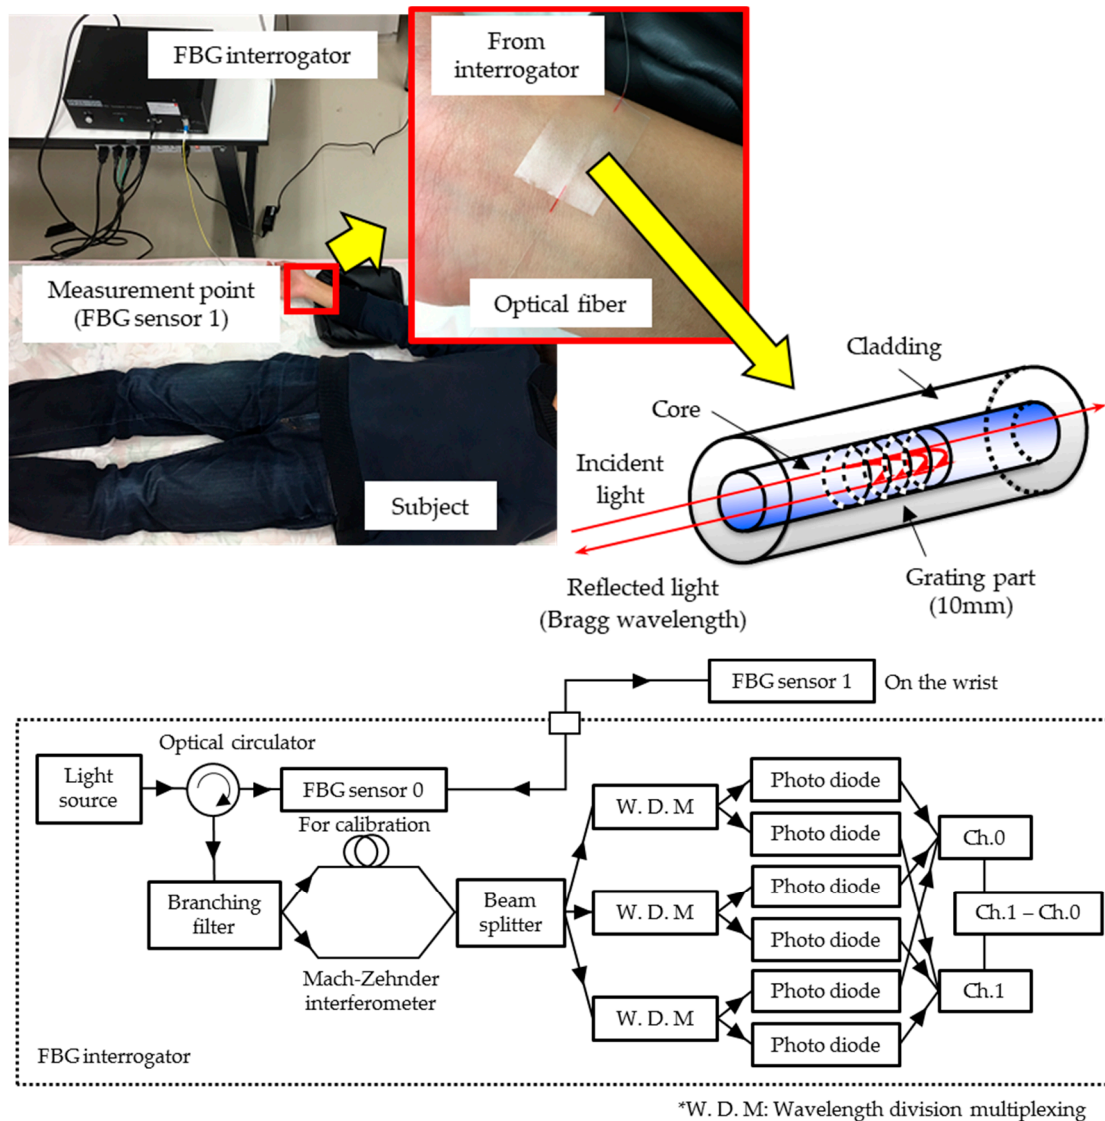 FBG interrogator
From
interrogator
Measurement point
(FBG sensor 1)
Optical fiber
Subject
Cladding
Core
Incident
light
Reflected light
(Bragg wavelength)
Grating part
(10mm)
FBG sensor 1
On the wrist
Optical circulator
Light
source
FBG sensor 0
For calibration
Branching
filter
Mach-Zehnder
interferometer
Beam
splitter
W. D. M
W. D. M
W. D. M
Photo diode
Photo diode
Photo diode
Photo diode
Photo diode
Photo diode
Ch.0
Ch.1 – Ch.0
Ch.1
FBG interrogator
*W. D. M: Wavelength division multiplexing